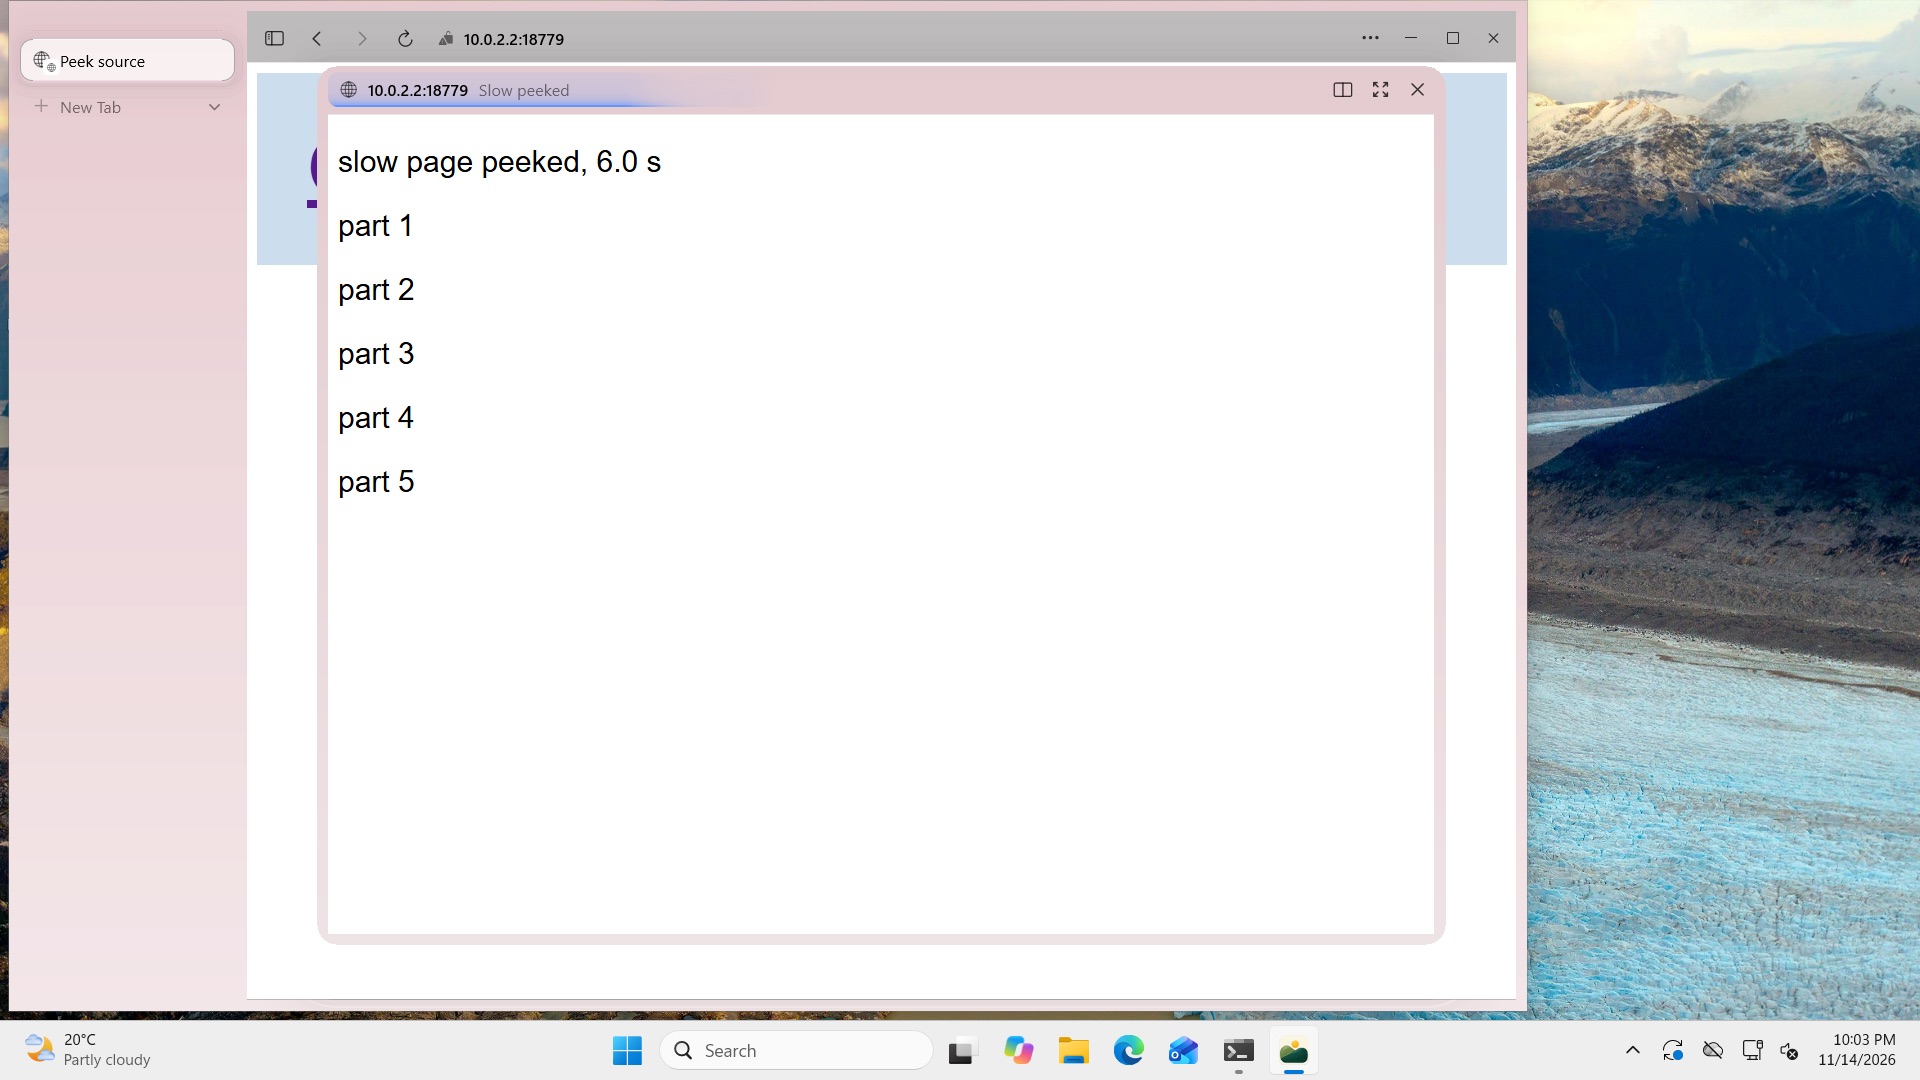 10.0.2.2:18779
Peek source
New Tab
10.0.2.2:18779 Slow peeked
slow page peeked, 6.0 s
part 1
part 2
part 3
part 4
part 5
20°C
Partly cloudy
Search
10:03 PM
11/14/2026